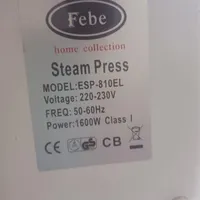 Febe
home collection
Steam Press
MODEL:ESP-810EL
Voltage: 220-230V
FREQ: 50-60Hz
Power:1600W Class I
CE GS CB